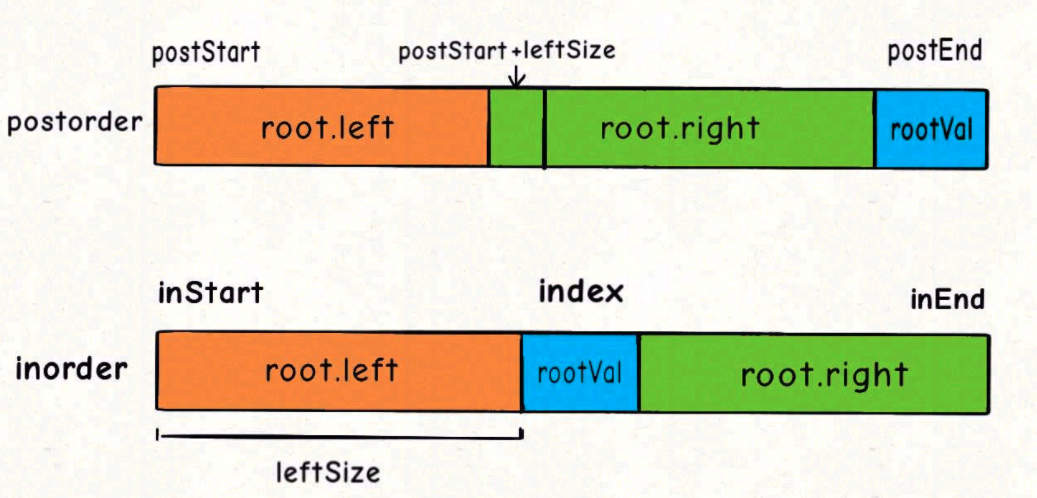 postStart postStart+leftSize postEnd
postorder root.left root.right rootVal
inStart index inEnd
inorder root.left rootVal root.right
leftSize